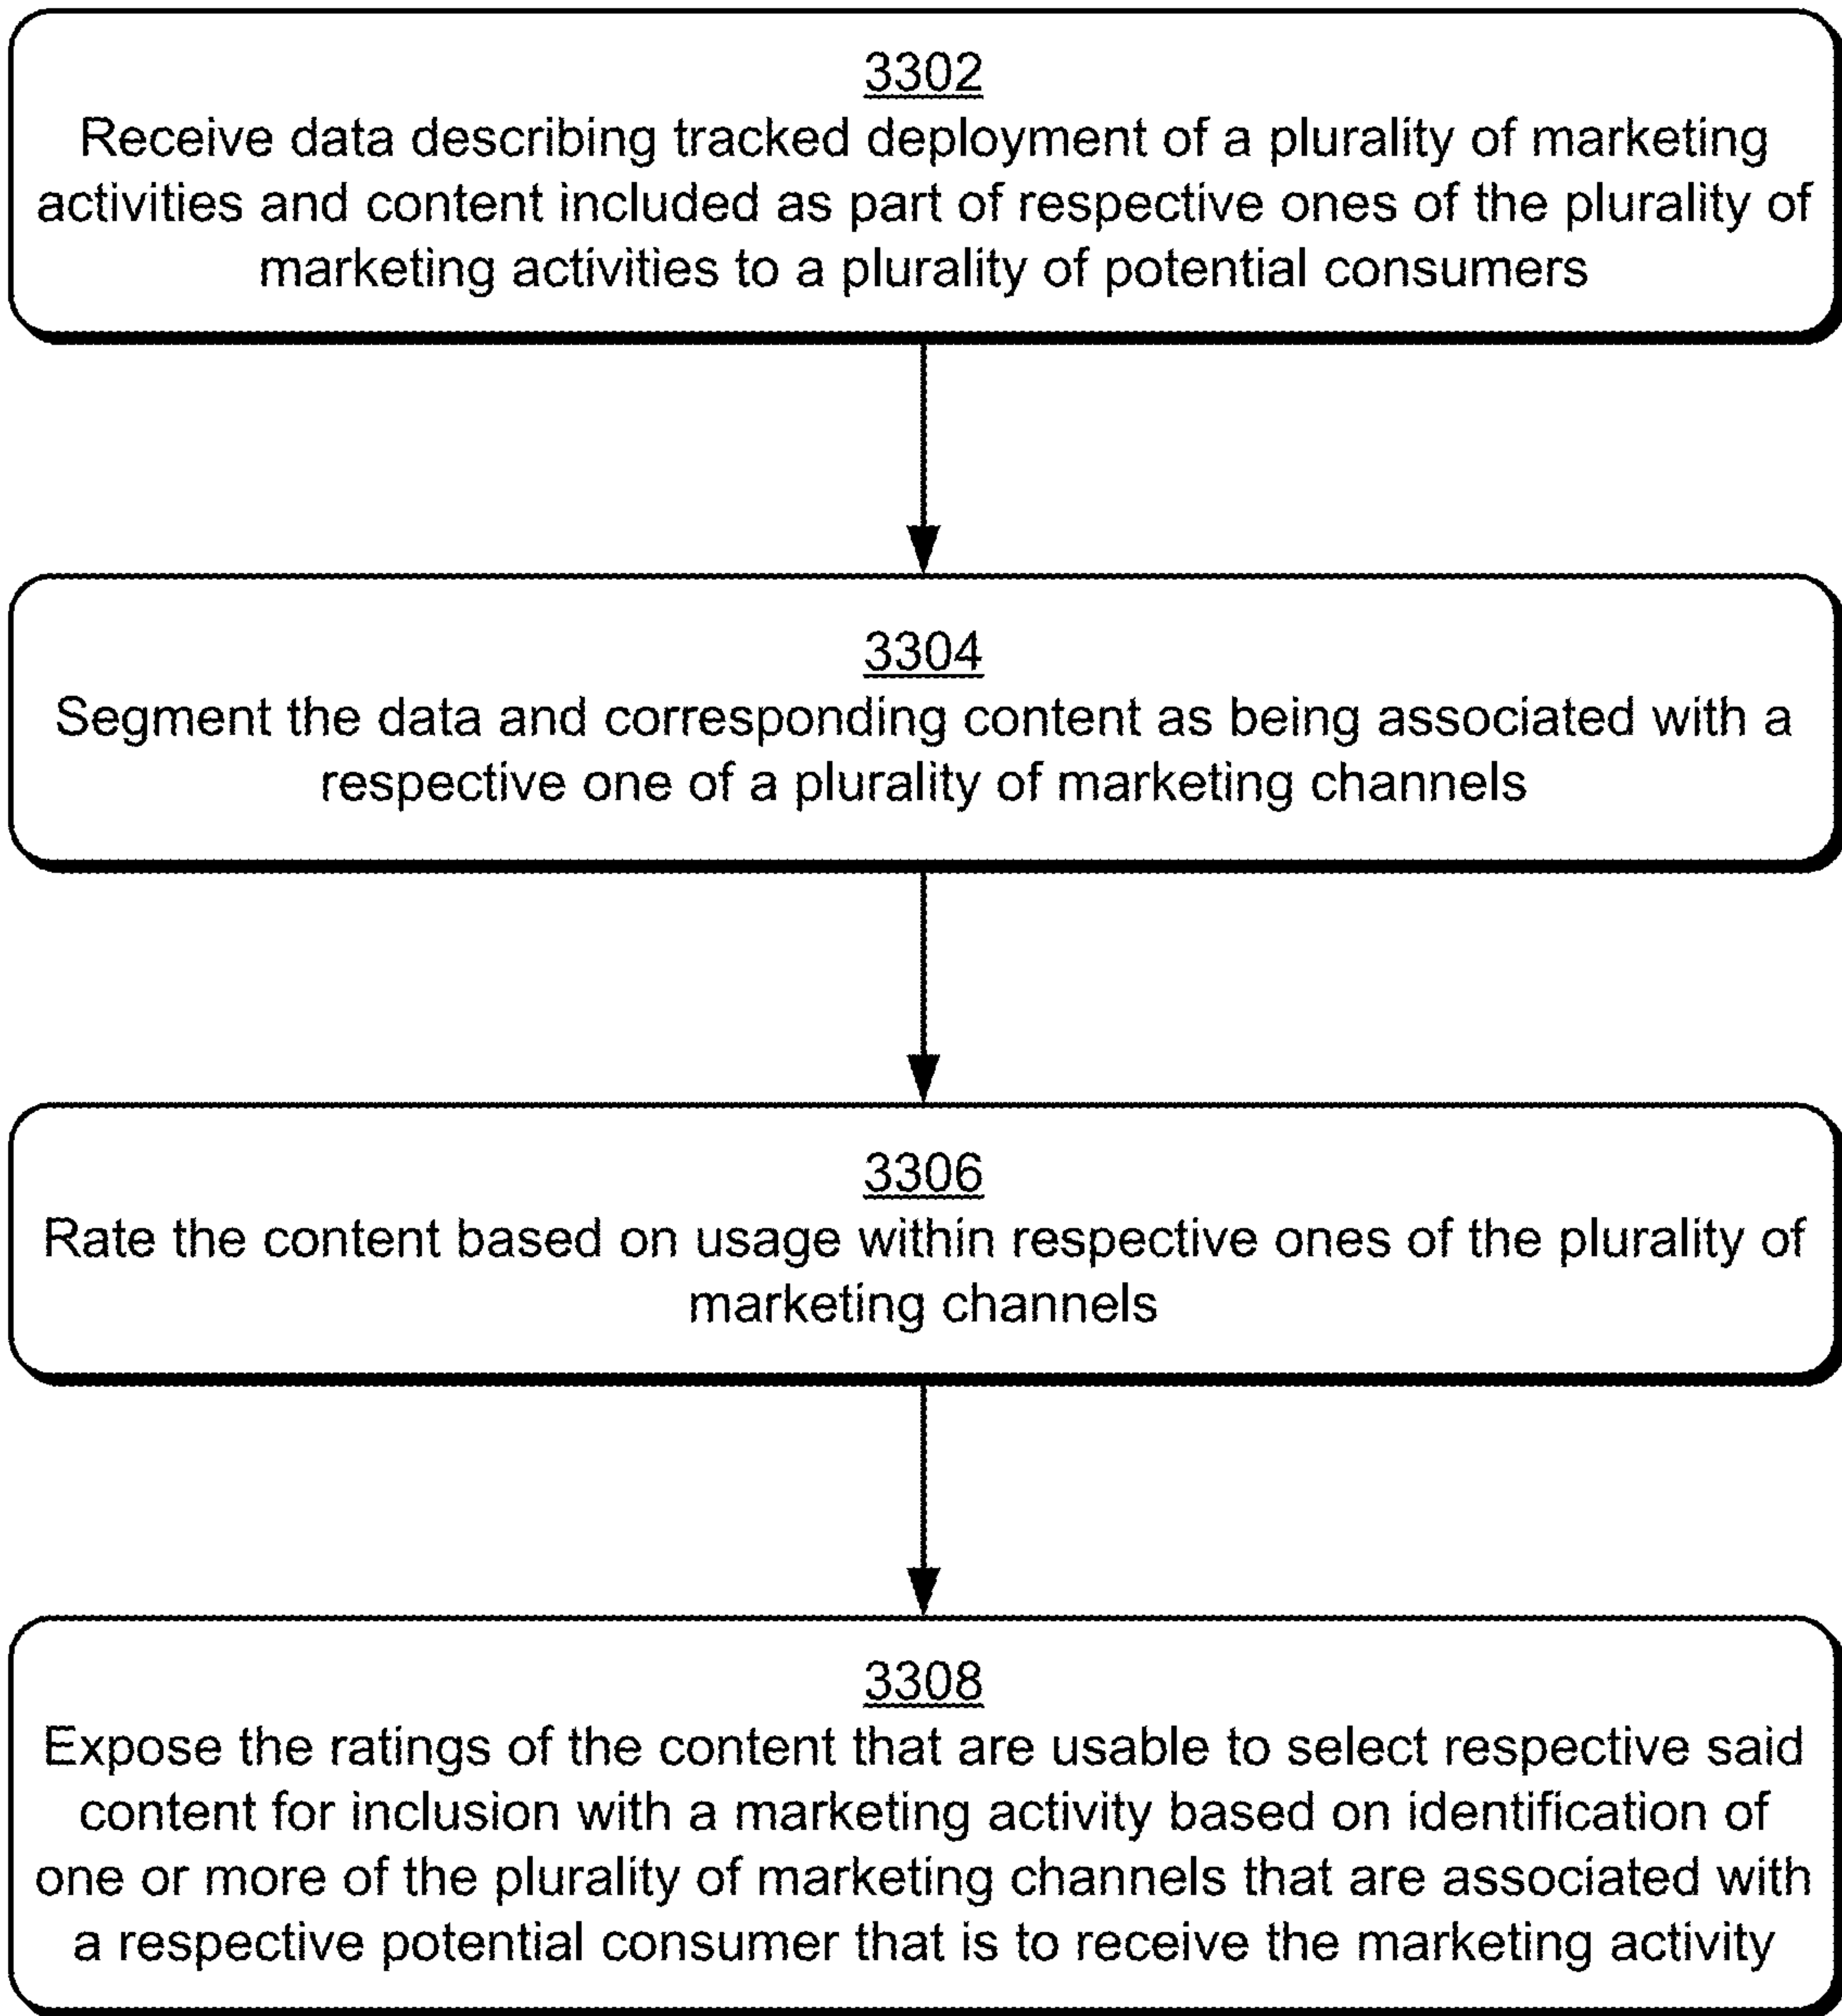 3302
Receive data describing tracked deployment of a plurality of marketing
activities and content included as part of respective ones of the plurality of
marketing activities to a plurality of potential consumers
3304
Segment the data and corresponding content as being associated with a
respective one of a plurality of marketing channels
3306
Rate the content based on usage within respective ones of the plurality of
marketing channels
3308
Expose the ratings of the content that are usable to select respective said
content for inclusion with a marketing activity based on identification of
one or more of the plurality of marketing channels that are associated with
a respective potential consumer that is to receive the marketing activity